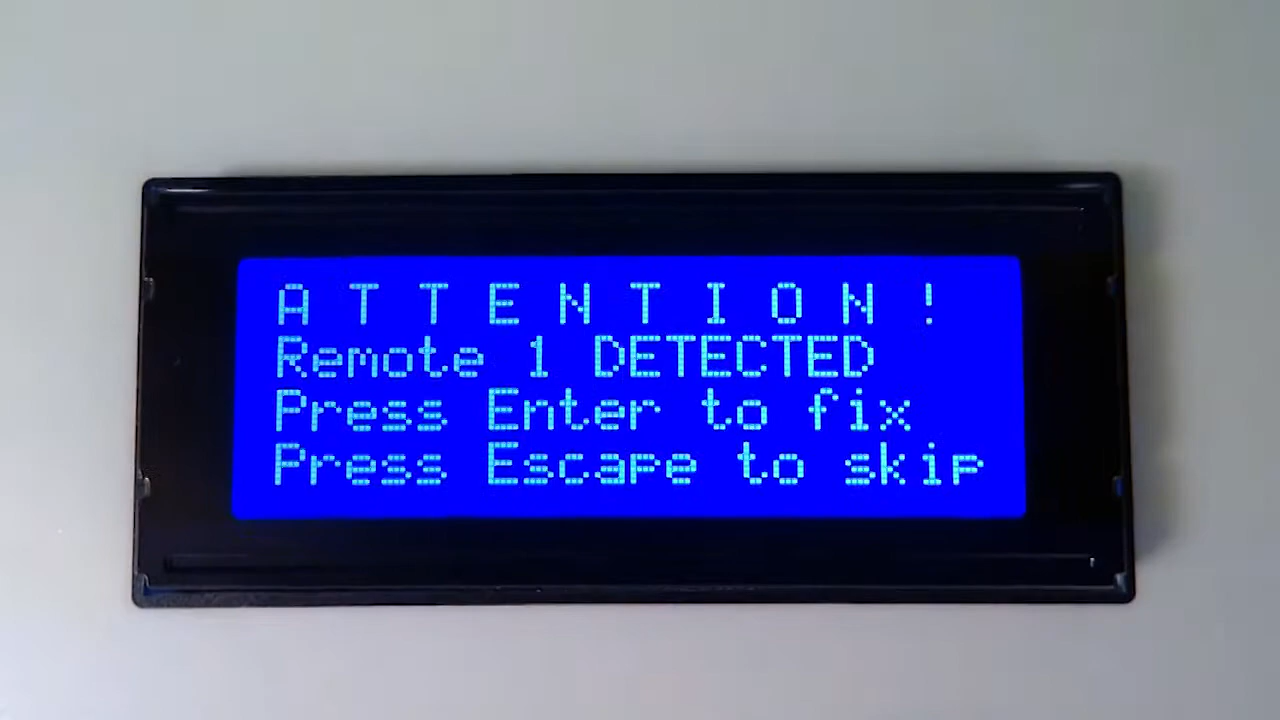 A T T E N T I O N !
Remote 1 DETECTED
Press Enter to fix
Press Escape to skip